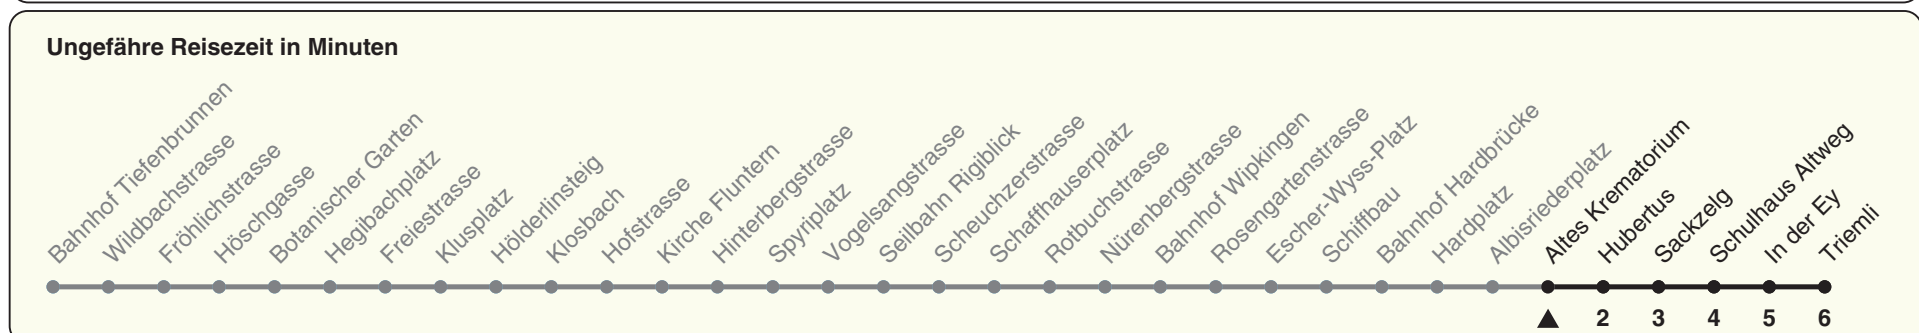 Ungefähre Reisezeit in Minuten
Bahnhof Tiefenbrunnen
Wildbachstrasse
Fröhlichstrasse
Höschgasse
Botanischer Garten
Hegibachplatz
Freiestrasse
Klusplatz
Hölderlinsteig
Klosbach
Hofstrasse
Kirche Fluntern
Hinterbergstrasse
Spyriplatz
Vogelsangstrasse
Seilbahn Rigiblick
Scheuchzerstrasse
Schaffhauserplatz
Rotbuchstrasse
Nürenbergstrasse
Bahnhof Wipkingen
Rosengartenstrasse
Escher-Wyss-Platz
Schiffbau
Bahnhof Hardbrücke
Hardplatz
Albisriederplatz
Altes Krematorium
Hubertus
Sackzelg
Schulhaus Altweg
In der Ey
Triemli
2 3 4 5 6